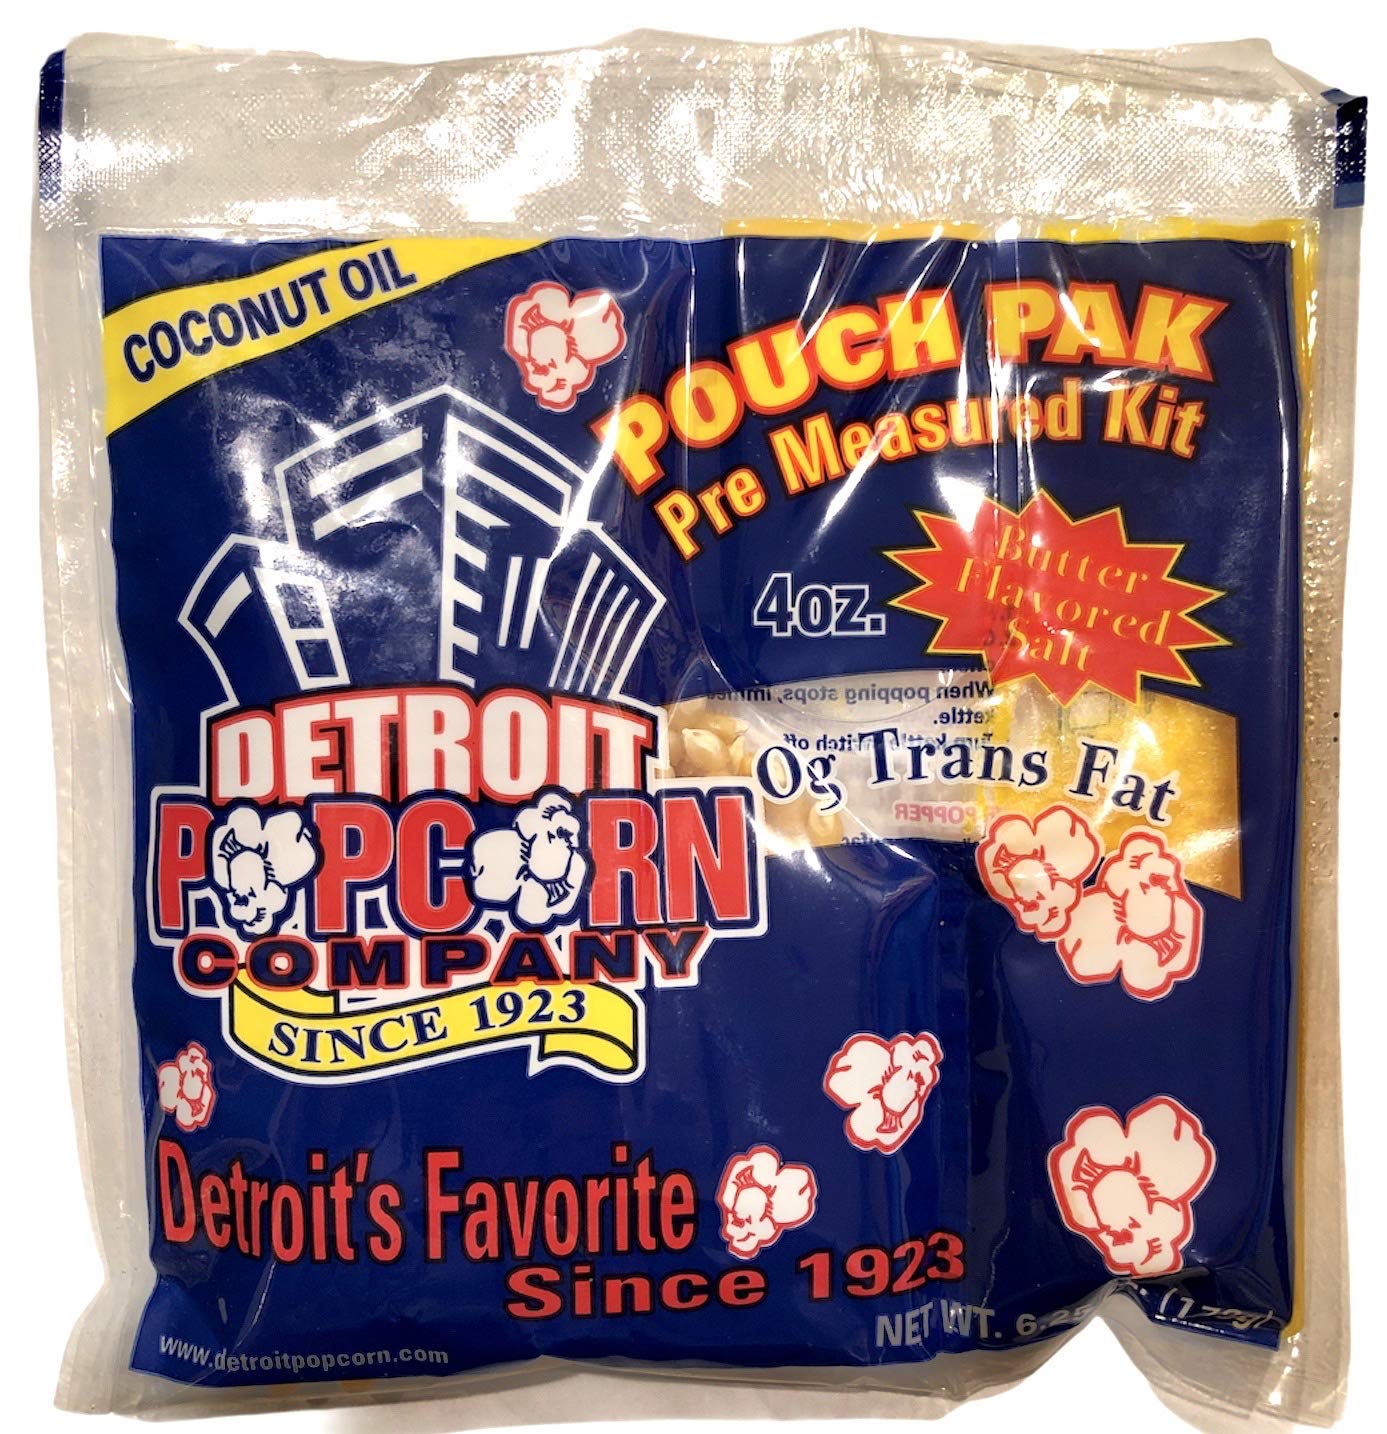 COCONUT OIL
POUCH PAK
Pre Measured Kit
4oz.
Butter
Flavored
Salt
When popping stops,
kettle.
0g Trans Fat
POPPER
DETROIT
POPCORN
COMPANY
SINCE 1923
Detroit's Favorite
Since 1923
NET WT.
www.detroitpopcorn.com